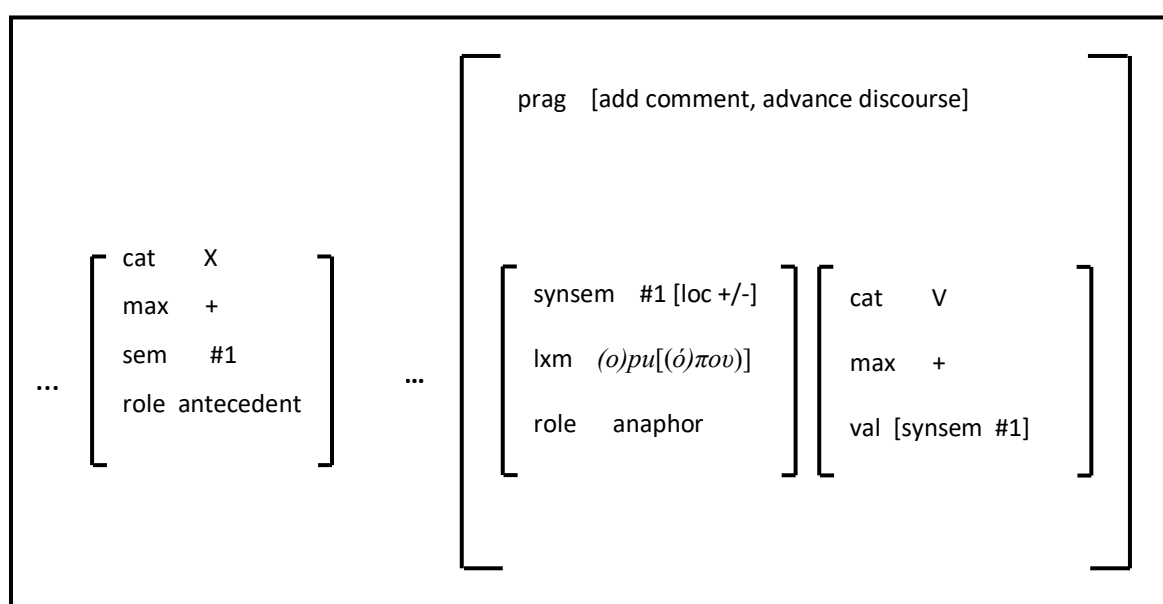 prag [add comment, advance discourse]
...
cat X
max +
sem #1
role antecedent
...
synsem #1 [loc +/-]
lxm (o)pu[(ó)που)]
role anaphor
cat V
max +
val [synsem #1]